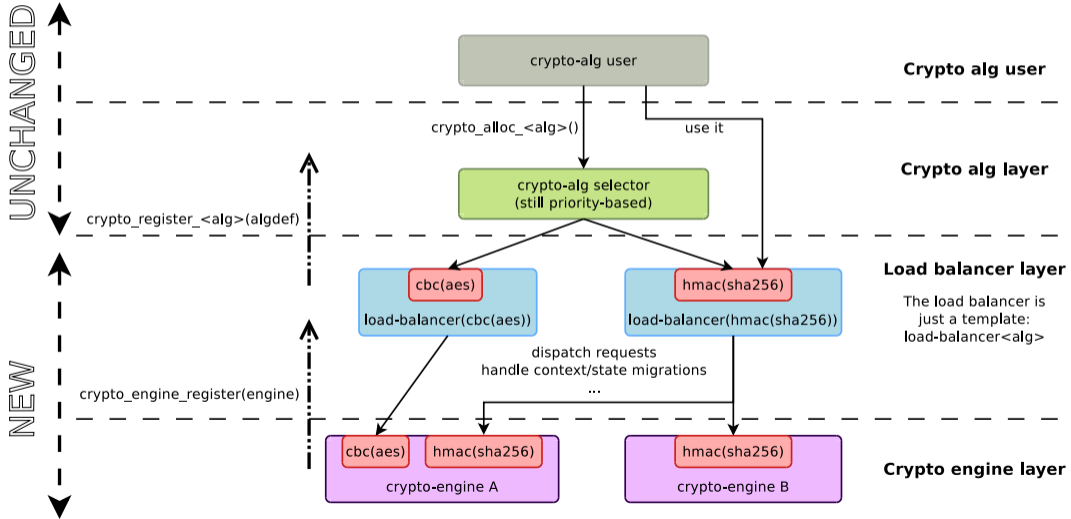 UNCHANGED
crypto-alg user
Crypto alg user
crypto_alloc_<alg>()
use it
crypto-alg selector
(still priority-based)
Crypto alg layer
crypto_register_<alg>(algdef)
NEW
cbc(aes)
load-balancer(cbc(aes))
hmac(sha256)
load-balancer(hmac(sha256))
Load balancer layer
The load balancer is
just a template:
load-balancer<alg>
dispatch requests
handle context/state migrations
...
crypto_engine_register(engine)
cbc(aes)
hmac(sha256)
crypto-engine A
hmac(sha256)
crypto-engine B
Crypto engine layer